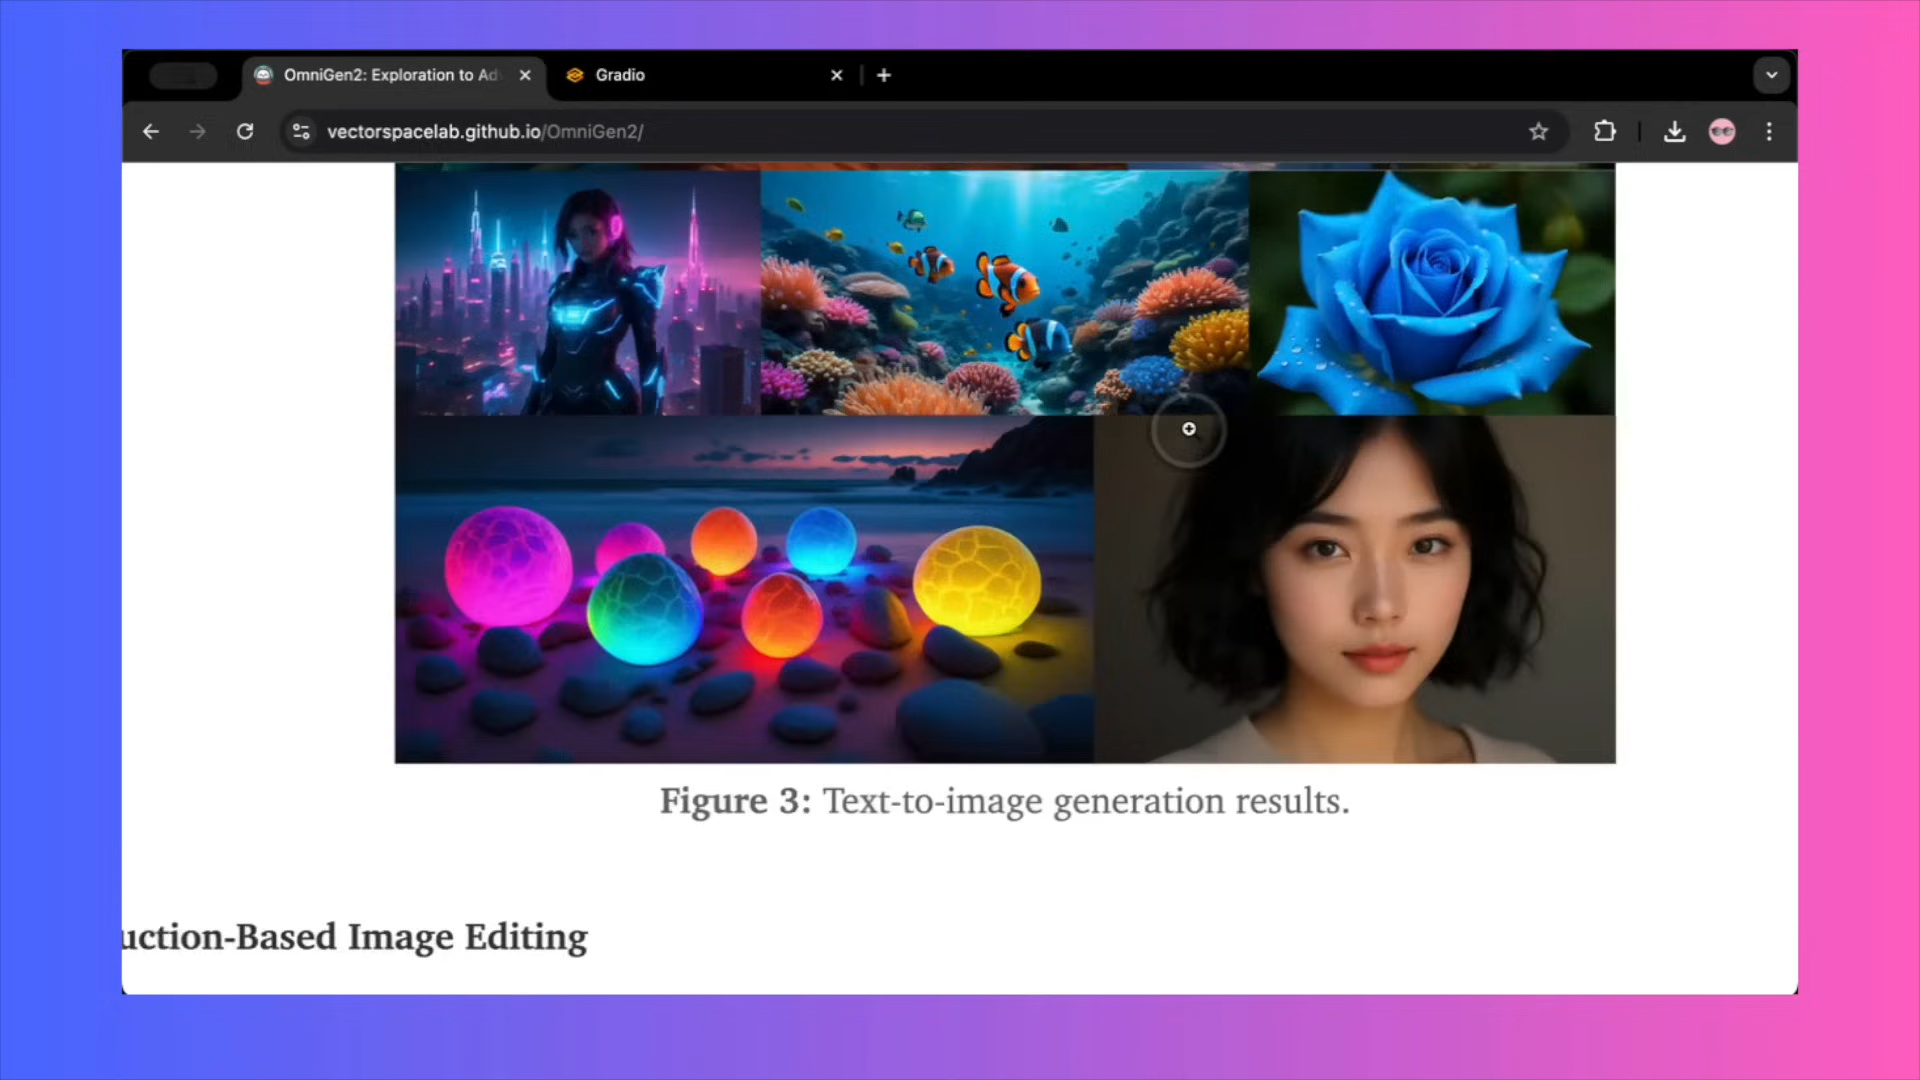 OmniGen2: Exploration to Ad
Gradio
vectorspacelab.github.io/OmniGen2/
Figure 3: Text-to-image generation results.
uction-Based Image Editing